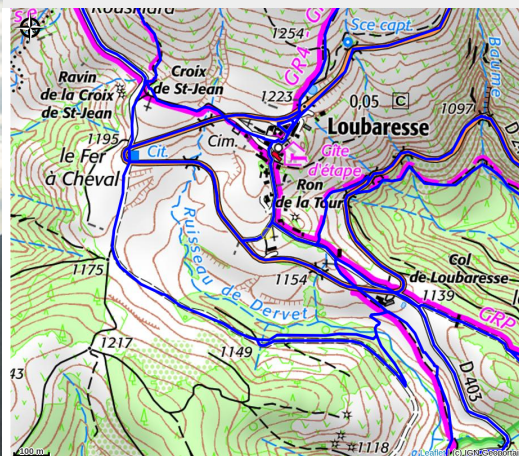 Sce capt.
1254
GR4
Ravin
de la Croix
de St-Jean
Croix
de St-Jean
1223
0,05 C
1097
Loubaresse
1195
le Fer
à Cheval
Cit.
Cim.
Gîte
d'étape
Ron
de la Tour
Ruisseau de Dervet
1175
1154
Col
de Loubaresse
1139
GRP
1217
1149
D 403
43
1118
100 m